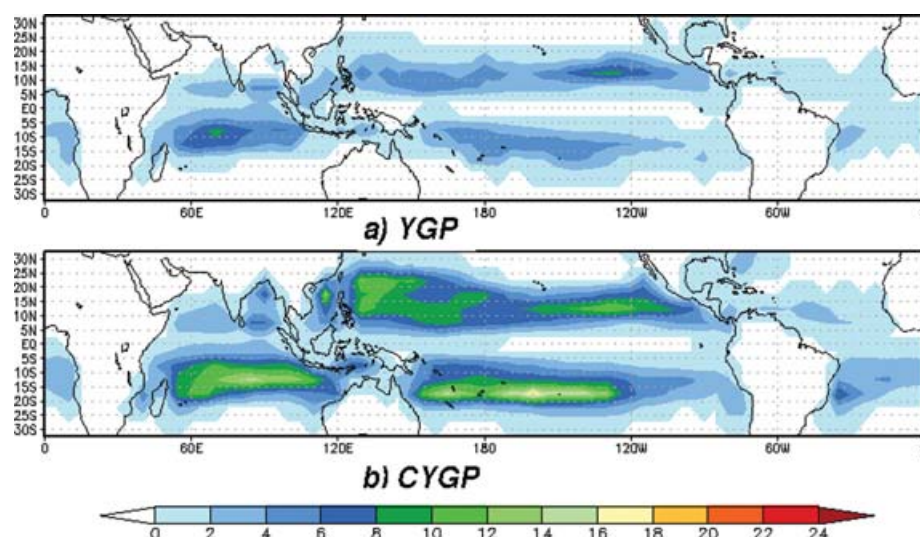 30N
25N
20N
15N
10N
5N
EQ
5S
10S
15S
20S
25S
30S
0 60E 120E 180 120W 60W
a) YGP
30N
25N
20N
15N
10N
5N
EQ
5S
10S
15S
20S
25S
30S
0 60E 120E 180 120W 60W
b) CYGP
0 2 4 6 8 10 12 14 16 18 20 22 24